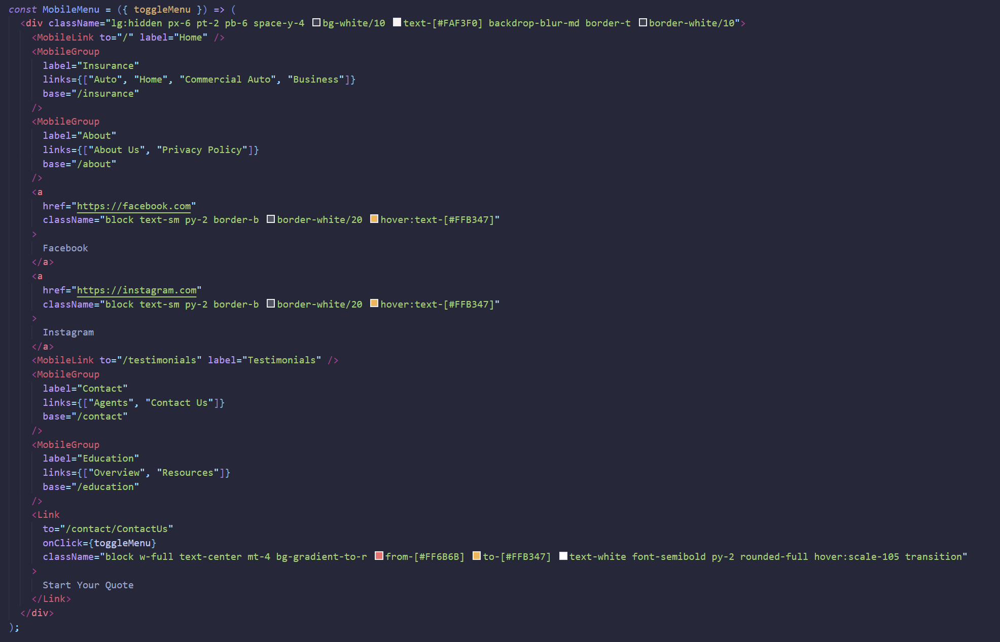 const MobileMenu = ({ toggleMenu }) => (
  <div className="lg:hidden px-6 pt-2 pb-6 space-y-4 bg-white/10 text-[#FAF3F0] backdrop-blur-md border-t border-white/10">
    <MobileLink to="/" label="Home" />
    <MobileGroup
      label="Insurance"
      links={["Auto", "Home", "Commercial Auto", "Business"]}
      base="/insurance"
    />
    <MobileGroup
      label="About"
      links={["About Us", "Privacy Policy"]}
      base="/about"
    />
    <a
      href="https://facebook.com"
      className="block text-sm py-2 border-b border-white/20 hover:text-[#FFB347]"
    >
      Facebook
    </a>
    <a
      href="https://instagram.com"
      className="block text-sm py-2 border-b border-white/20 hover:text-[#FFB347]"
    >
      Instagram
    </a>
    <MobileLink to="/testimonials" label="Testimonials" />
    <MobileGroup
      label="Contact"
      links={["Agents", "Contact Us"]}
      base="/contact"
    />
    <MobileGroup
      label="Education"
      links={["Overview", "Resources"]}
      base="/education"
    />
    <Link
      to="/contact/ContactUs"
      onClick={toggleMenu}
      className="block w-full text-center mt-4 bg-gradient-to-r from-[#FF6B6B] to-[#FFB347] text-white font-semibold py-2 rounded-full hover:scale-105 transition"
    >
      Start Your Quote
    </Link>
  </div>
);